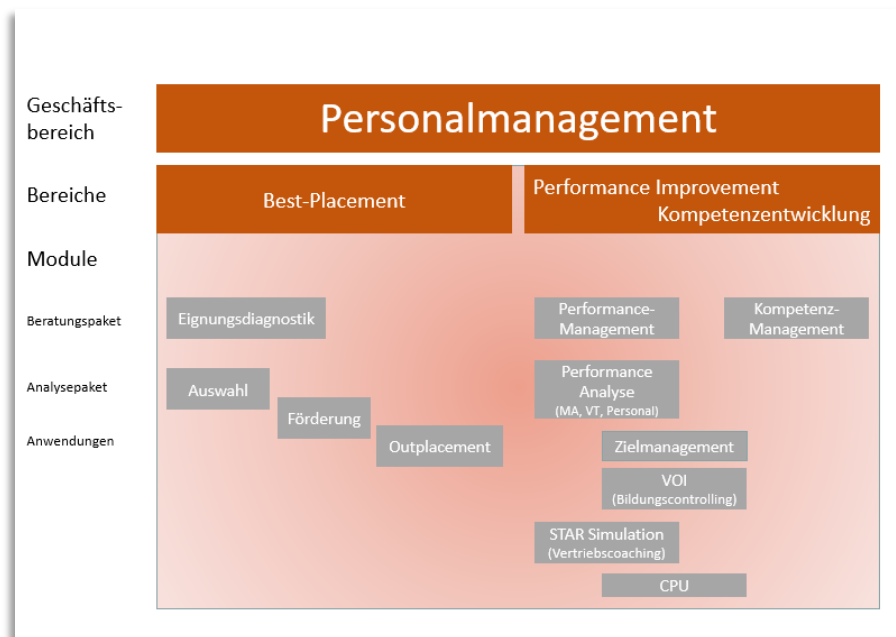 Geschäfts-
bereich
Personalmanagement
Bereiche
Best-Placement
Performance Improvement
Kompetenzentwicklung
Module
Beratungspaket
Eignungsdiagnostik
Performance-
Management
Kompetenz-
Management
Analysepaket
Auswahl
Performance
Analyse
(MA, VT, Personal)
Förderung
Anwendungen
Outplacement
Zielmanagement
VOI
(Bildungscontrolling)
STAR Simulation
(Vertriebscoaching)
CPU